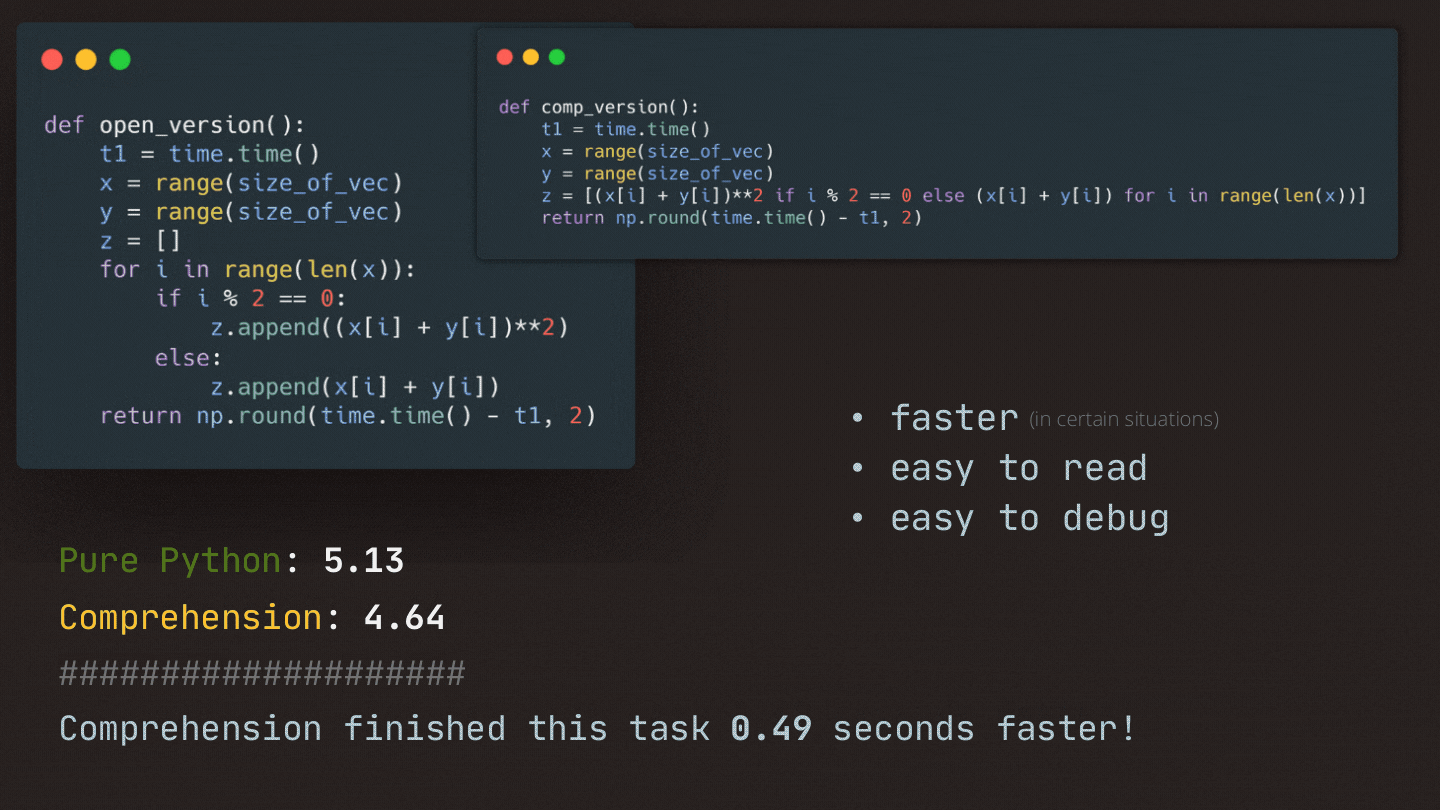 def open_version():
    t1 = time.time()
    x = range(size_of_vec)
    y = range(size_of_vec)
    z = []
    for i in range(len(x)):
        if i % 2 == 0:
            z.append((x[i] + y[i])**2)
        else:
            z.append(x[i] + y[i])
    return np.round(time.time() - t1, 2)
def comp_version():
    t1 = time.time()
    x = range(size_of_vec)
    y = range(size_of_vec)
    z = [(x[i] + y[i])**2 if i % 2 == 0 else (x[i] + y[i]) for i in range(len(x))]
    return np.round(time.time() - t1, 2)
• faster (in certain situations)
• easy to read
• easy to debug
Pure Python: 5.13
Comprehension: 4.64
####################
Comprehension finished this task 0.49 seconds faster!